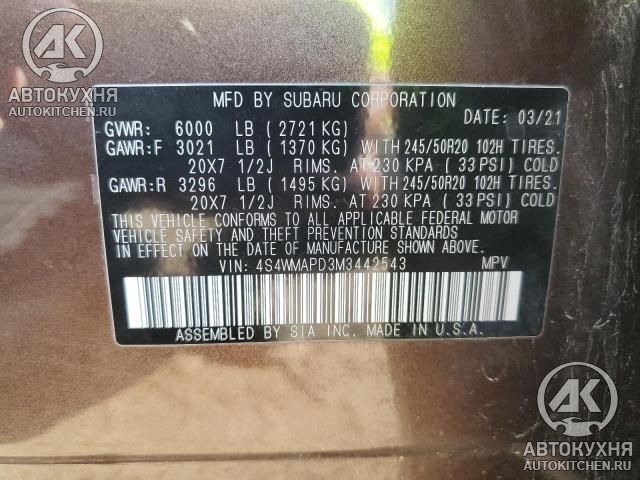 АК
АВТОКУХНЯ
AUTOKITCHEN.RU
MFD BY SUBARU CORPORATION
DATE: 03/21
GVWR: 6000 LB ( 2721 KG)
GAWR:F 3021 LB ( 1370 KG) WITH 245/50R20 102H TIRES.
20X7 1/2J RIMS. AT 230 KPA ( 33 PSI) COLD
GAWR:R 3296 LB ( 1495 KG) WITH 245/50R20 102H TIRES.
20X7 1/2J RIMS. AT 230 KPA ( 33 PSI) COLD
THIS VEHICLE CONFORMS TO ALL APPLICABLE FEDERAL MOTOR
VEHICLE SAFETY AND THEFT PREVENTION STANDARDS
IN EFFECT ON THE DATE OF MANUFACTURE SHOWN ABOVE.
VIN: 4S4WMAPD3M3442543 MPV
ASSEMBLED BY SIA INC. MADE IN U.S.A.
АК
АВТОКУХНЯ
AUTOKITCHEN.RU